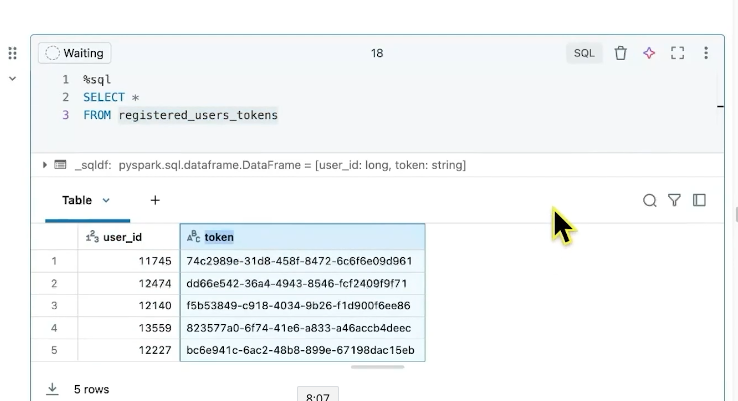 Waiting 18 SQL
1 %sql
2 SELECT *
3 FROM registered_users_tokens
_sqldf: pyspark.sql.dataframe.DataFrame = [user_id: long, token: string]
Table +
1 2 3 user_id A B C token
1 11745 74c2989e-31d8-458f-8472-6c6f6e09d961
2 12474 dd66e542-36a4-4943-8546-fcf2409f9f71
3 12140 f5b53849-c918-4034-9b26-f1d900f6ee86
4 13559 823577a0-6f74-41e6-a833-a46accb4deec
5 12227 bc6e941c-6ac2-48b8-899e-67198dac15eb
5 rows
8:07